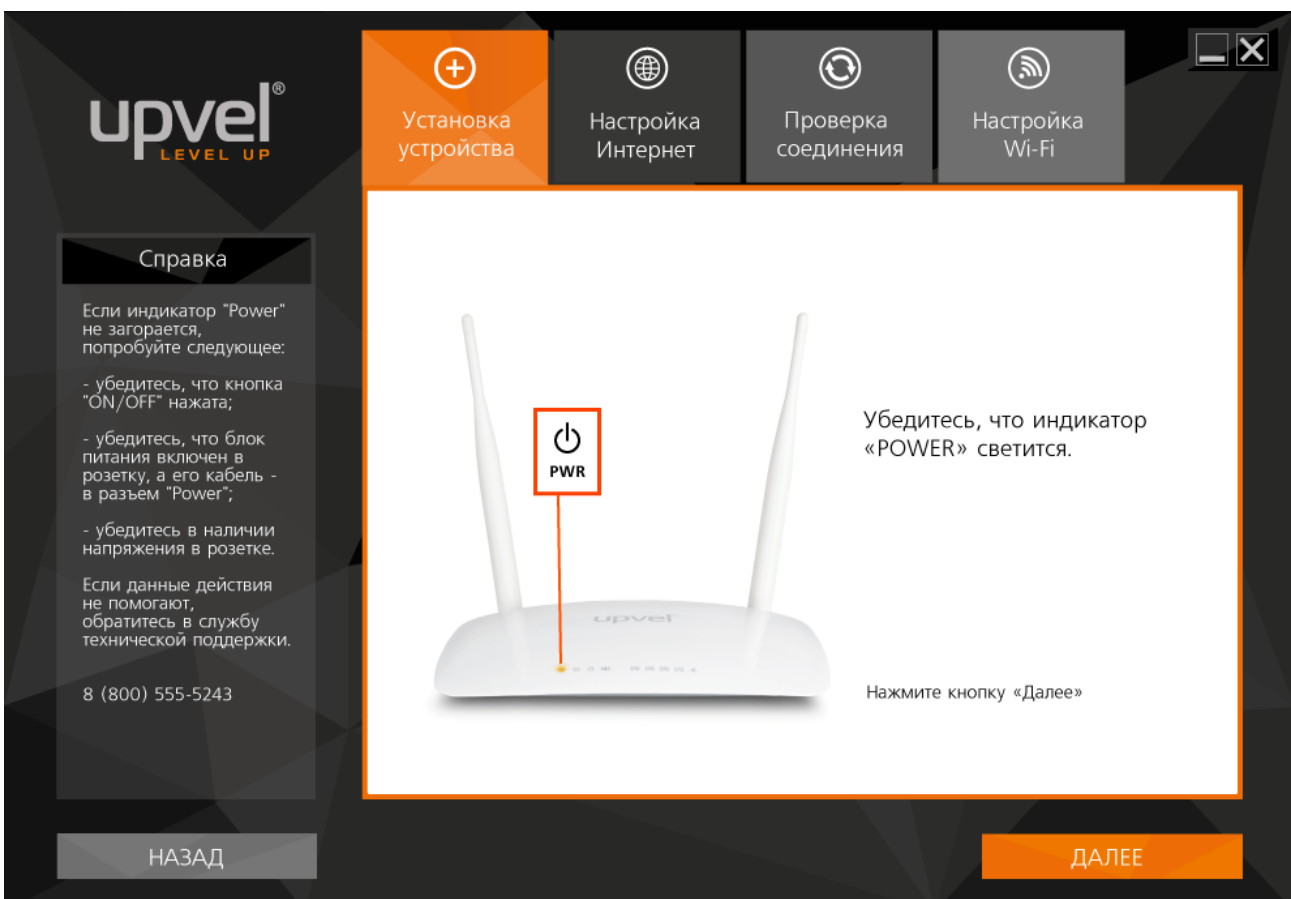 upvel®
LEVEL UP
Установка
устройства
Настройка
Интернет
Проверка
соединения
Настройка
Wi-Fi
Справка
Если индикатор "Power"
не загорается,
попробуйте следующее:
- убедитесь, что кнопка
"ON/OFF" нажата;
- убедитесь, что блок
питания включен в
розетку, а его кабель -
в разъем "Power";
- убедитесь в наличии
напряжения в розетке.
Если данные действия
не помогают,
обратитесь в службу
технической поддержки.
8 (800) 555-5243
PWR
upvel
Убедитесь, что индикатор
«POWER» светится.
Нажмите кнопку «Далее»
НАЗАД
ДАЛЕЕ